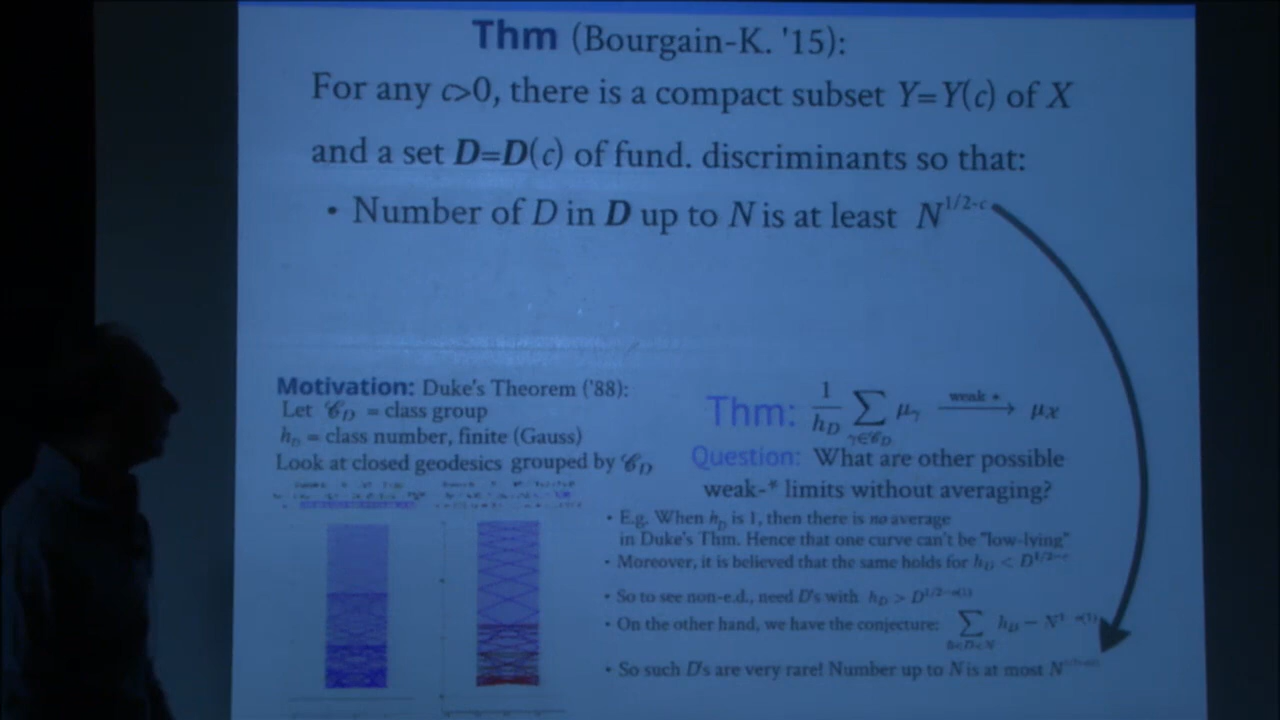 Thm (Bourgain-K. '15):
For any c>0, there is a compact subset Y=Y(c) of X
and a set D=D(c) of fund. discriminants so that:
• Number of D in D up to N is at least N^{1/2-c}
Motivation: Duke's Theorem ('88):
Let 𝒞_D = class group
h_D = class number, finite (Gauss)
Look at closed geodesics grouped by 𝒞_D
Thm: 1/h_D ∑_{γ∈𝒞_D} μ_γ weak * → μ_X
Question: What are other possible
weak-* limits without averaging?
• E.g. When h_D is 1, then there is no average
in Duke's Thm. Hence that one curve can't be "low-lying"
• Moreover, it is believed that the same holds for h_D < D
• So to see non-e.d., need D's with h_D > D
• On the other hand, we have the conjecture: ∑ h_D
• So such D's are very rare! Number up to N is at most N